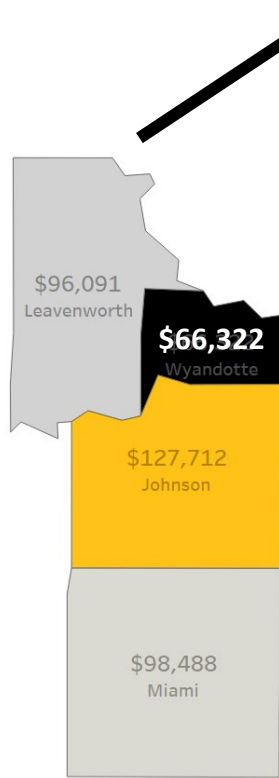 $96,091
Leavenworth
$66,322
Wyandotte
$127,712
Johnson
$98,488
Miami